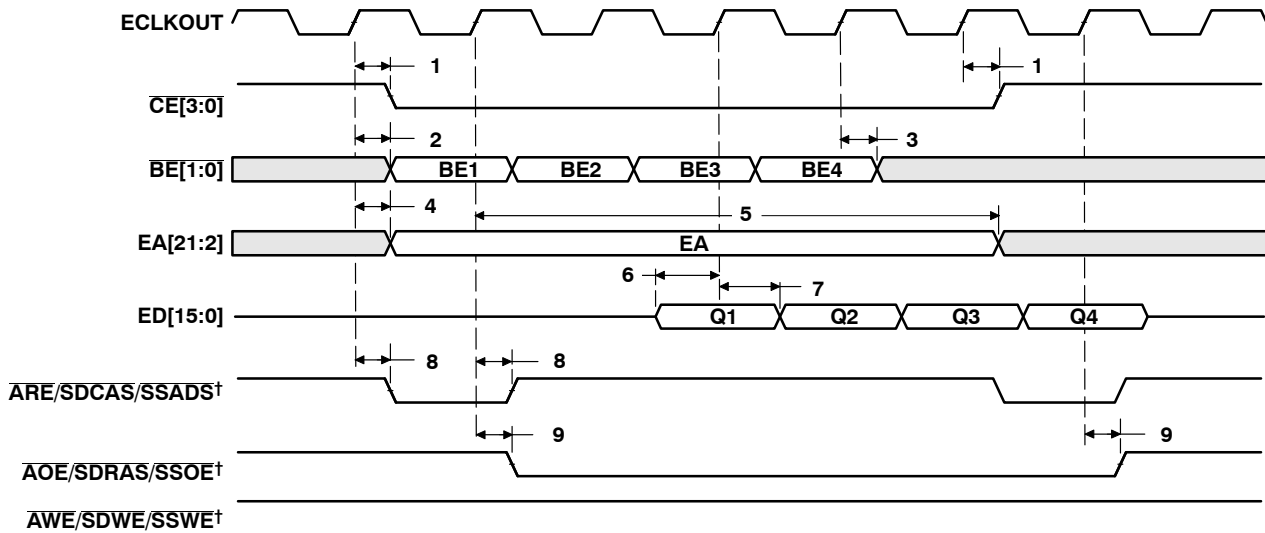 ECLKOUT
1 1
CE[3:0]
2 3
BE[1:0] BE1 BE2 BE3 BE4
4 5
EA[21:2] EA
6 7
ED[15:0] Q1 Q2 Q3 Q4
8 8
ARE/SDCAS/SSADS†
9 9
AOE/SDRAS/SSOE†
AWE/SDWE/SSWE†